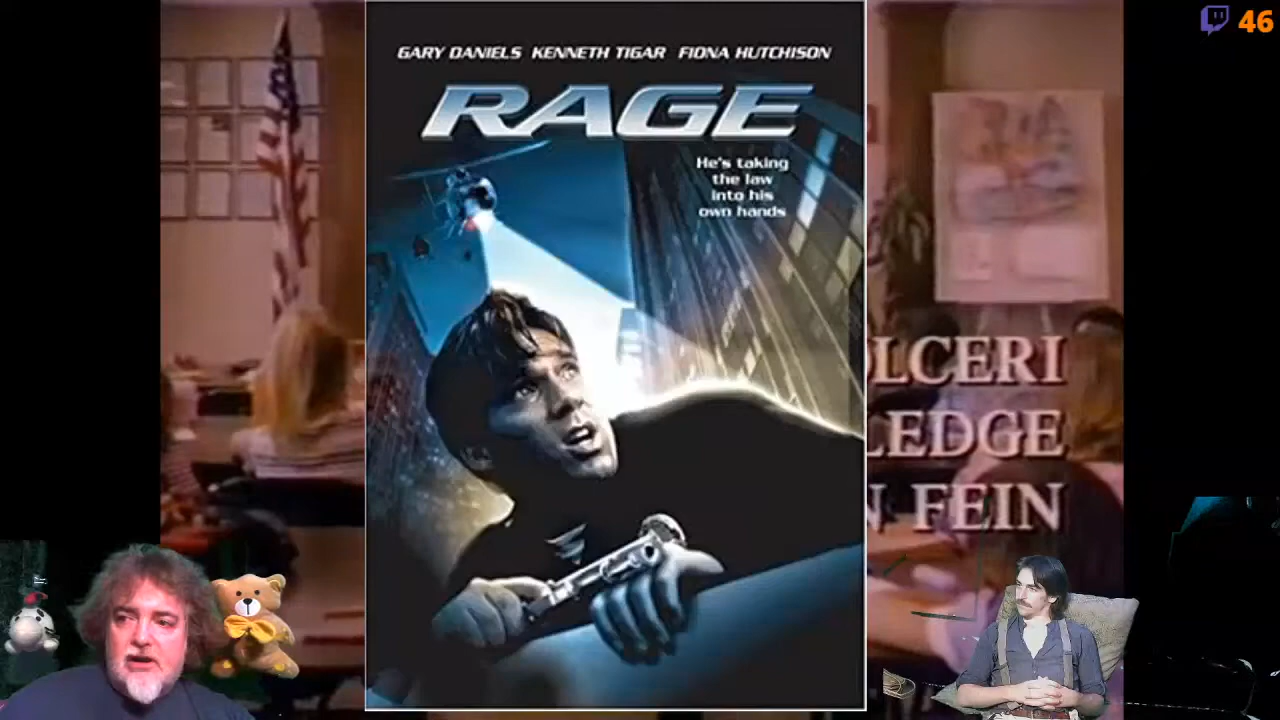 46
GARY DANIELS KENNETH TIGAR FIONA HUTCHISON
RAGE
He's taking
the law
into his
own hands
OLCERI
LEDGE
N FEIN